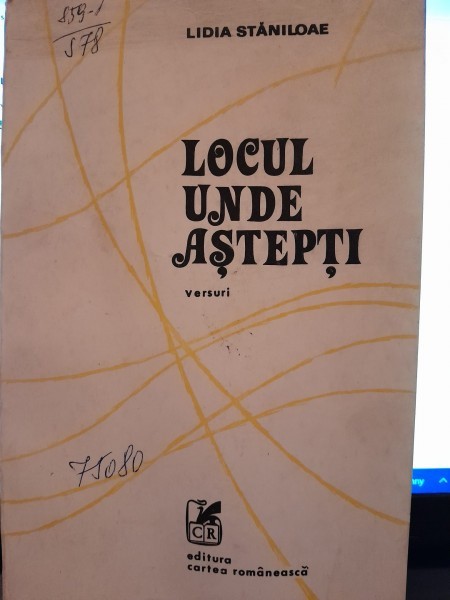 859-1
S78
LIDIA STĂNILOAE
LOCUL
UNDE
AȘTEPȚI
versuri
75080
CR
editura
cartea românească